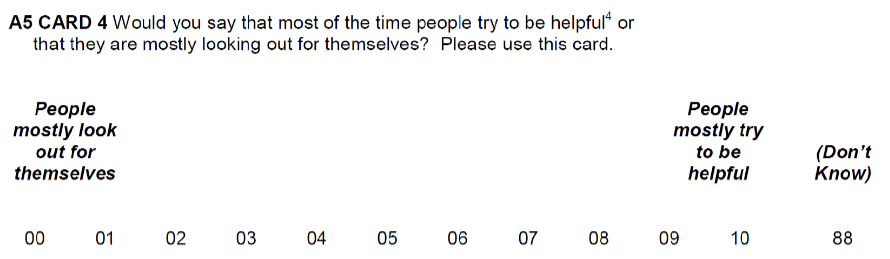 A5 CARD 4 Would you say that most of the time people try to be helpful⁴ or
that they are mostly looking out for themselves? Please use this card.
People
mostly look
out for
themselves
People
mostly try
to be
helpful
(Don't
Know)
00 01 02 03 04 05 06 07 08 09 10 88